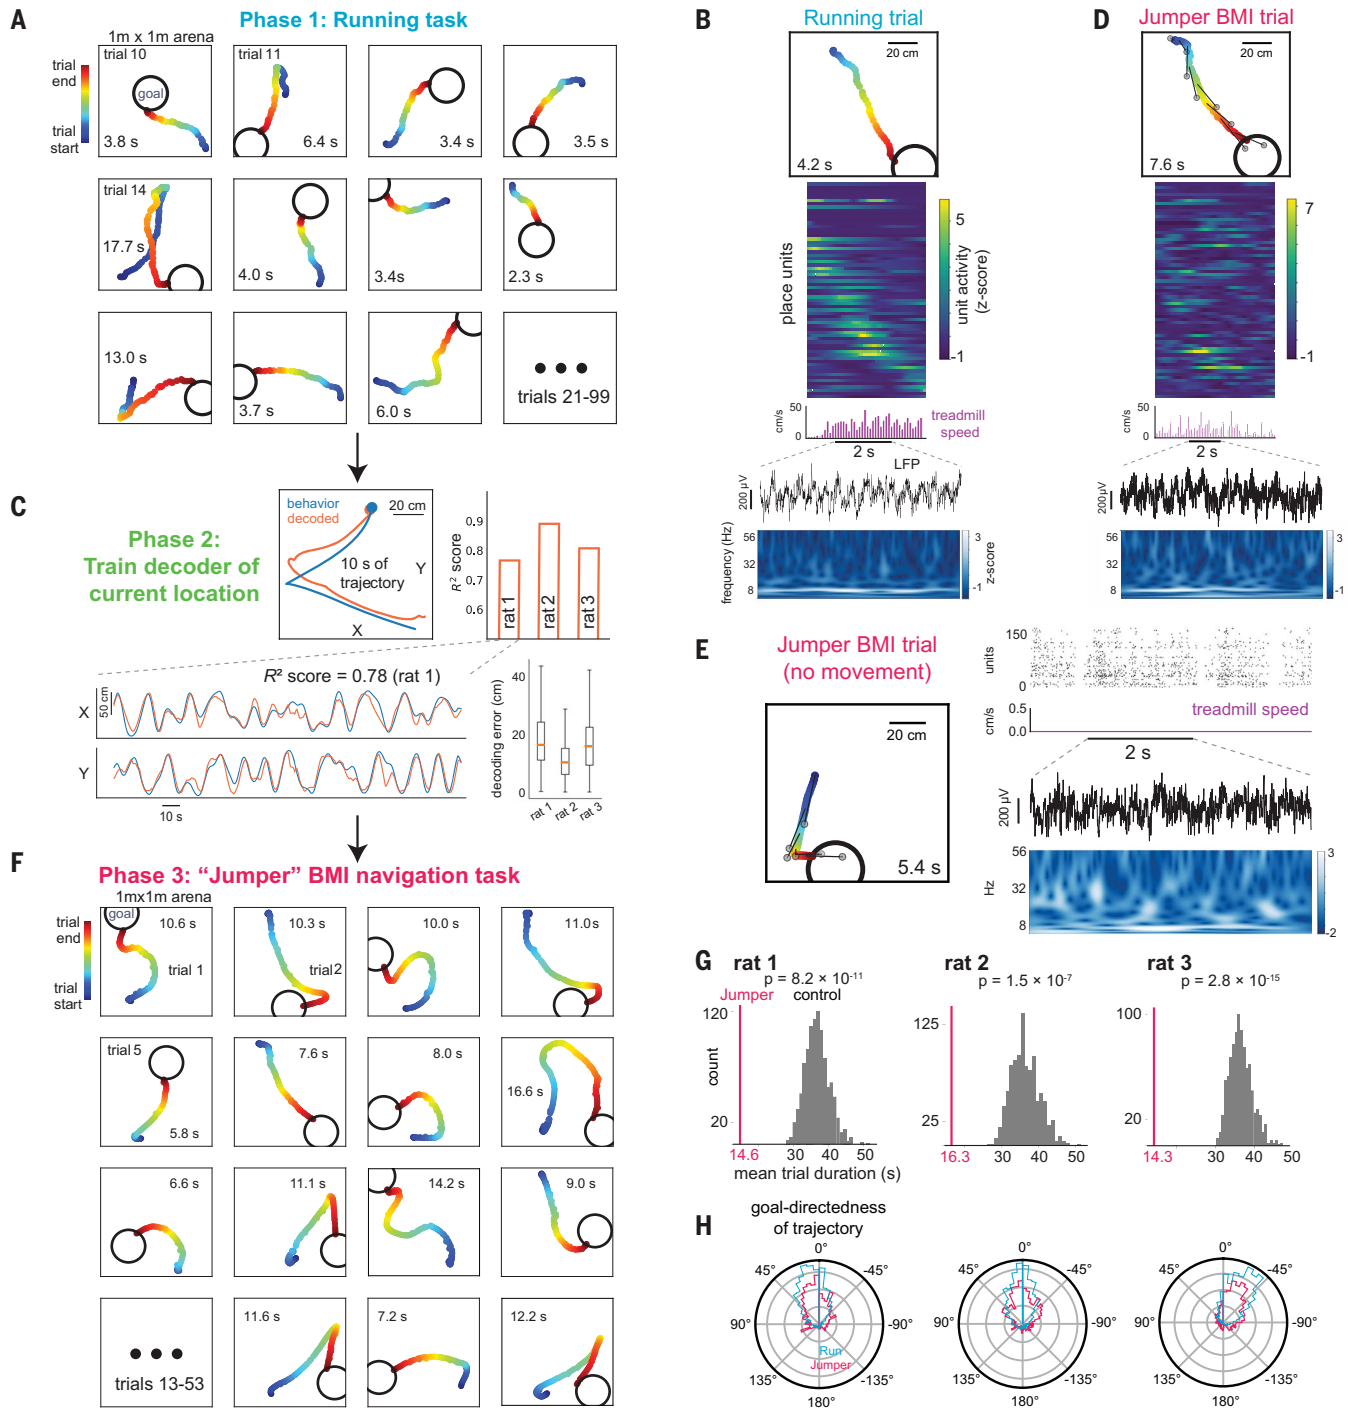 A
Phase 1: Running task
1m x 1m arena
trial end
trial start
trial 10
goal
3.8 s
trial 11
6.4 s
3.4 s
3.5 s
trial 14
17.7 s
4.0 s
3.4s
2.3 s
13.0 s
3.7 s
6.0 s
trials 21-99
B
Running trial
20 cm
4.2 s
place units
5
-1
unit activity
(z-score)
50
0
cm/s
treadmill
speed
2 s
LFP
200 µV
frequency (Hz)
56
32
8
3
-1
z-score
D
Jumper BMI trial
20 cm
7.6 s
7
-1
50
0
cm/s
2 s
200 µV
56
32
8
3
-1
C
Phase 2:
Train decoder of
current location
behavior
decoded
20 cm
10 s of
trajectory
Y
X
R² score
0.9
0.8
0.7
0.6
rat 1
rat 2
rat 3
R² score = 0.78 (rat 1)
X
50 cm
Y
10 s
decoding error (cm)
40
20
0
rat 1
rat 2
rat 3
E
Jumper BMI trial
(no movement)
20 cm
5.4 s
units
150
0
cm/s
0.5
0.0
treadmill speed
2 s
200 µV
Hz
56
32
8
3
-2
F
Phase 3: “Jumper” BMI navigation task
1mx1m arena
trial end
trial start
goal
10.6 s
trial 1
10.3 s
trial2
10.0 s
11.0s
trial 5
5.8 s
7.6 s
8.0 s
16.6 s
6.6 s
11.1 s
14.2 s
9.0 s
trials 13-53
11.6 s
7.2 s
12.2 s
G
rat 1
p = 8.2 × 10⁻¹¹
Jumper
control
count
120
20
14.6
30
40
50
mean trial duration (s)
rat 2
p = 1.5 × 10⁻⁷
125
25
16.3
30
40
50
rat 3
p = 2.8 × 10⁻¹⁵
100
20
14.3
30
40
50
H
goal-directedness
of trajectory
0°
45°
-45°
90°
-90°
135°
-135°
180°
Run
Jumper
0°
45°
-45°
90°
-90°
135°
-135°
180°
0°
45°
-45°
90°
-90°
135°
-135°
180°